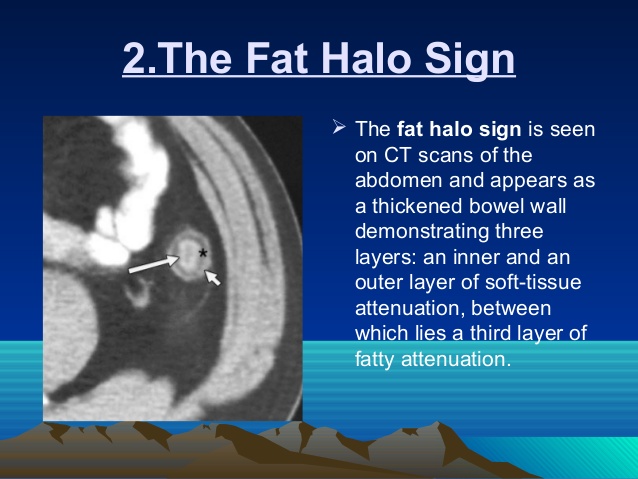 2.The Fat Halo Sign
➢ The fat halo sign is seen
on CT scans of the
abdomen and appears as
a thickened bowel wall
demonstrating three
layers: an inner and an
outer layer of soft-tissue
attenuation, between
which lies a third layer of
fatty attenuation.
*